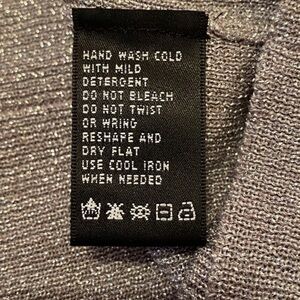 HAND WASH COLD
WITH MILD
DETERGENT
DO NOT BLEACH
DO NOT TWIST
OR WRING
RESHAPE AND
DRY FLAT
USE COOL IRON
WHEN NEEDED